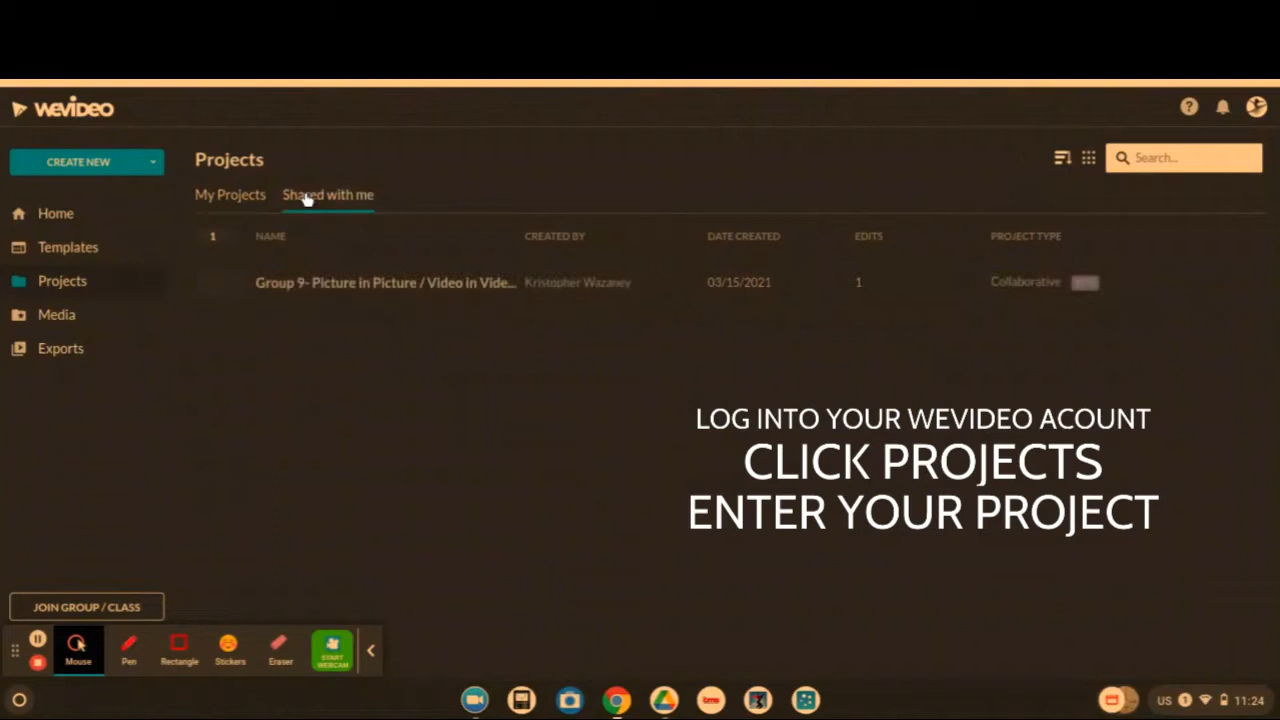 WeVIDEO
CREATE NEW
Projects
Search...
My Projects
Shared with me
Home
1
NAME
CREATED BY
DATE CREATED
EDITS
PROJECT TYPE
Templates
Projects
Group 9- Picture in Picture / Video in Vide...
Kristopher Wazaney
03/15/2021
1
Collaborative
Media
Exports
LOG INTO YOUR WEVIDEO ACOUNT
CLICK PROJECTS
ENTER YOUR PROJECT
JOIN GROUP / CLASS
Mouse
Pen
Rectangle
Stickers
Eraser
START WEBCAM
US
11:24